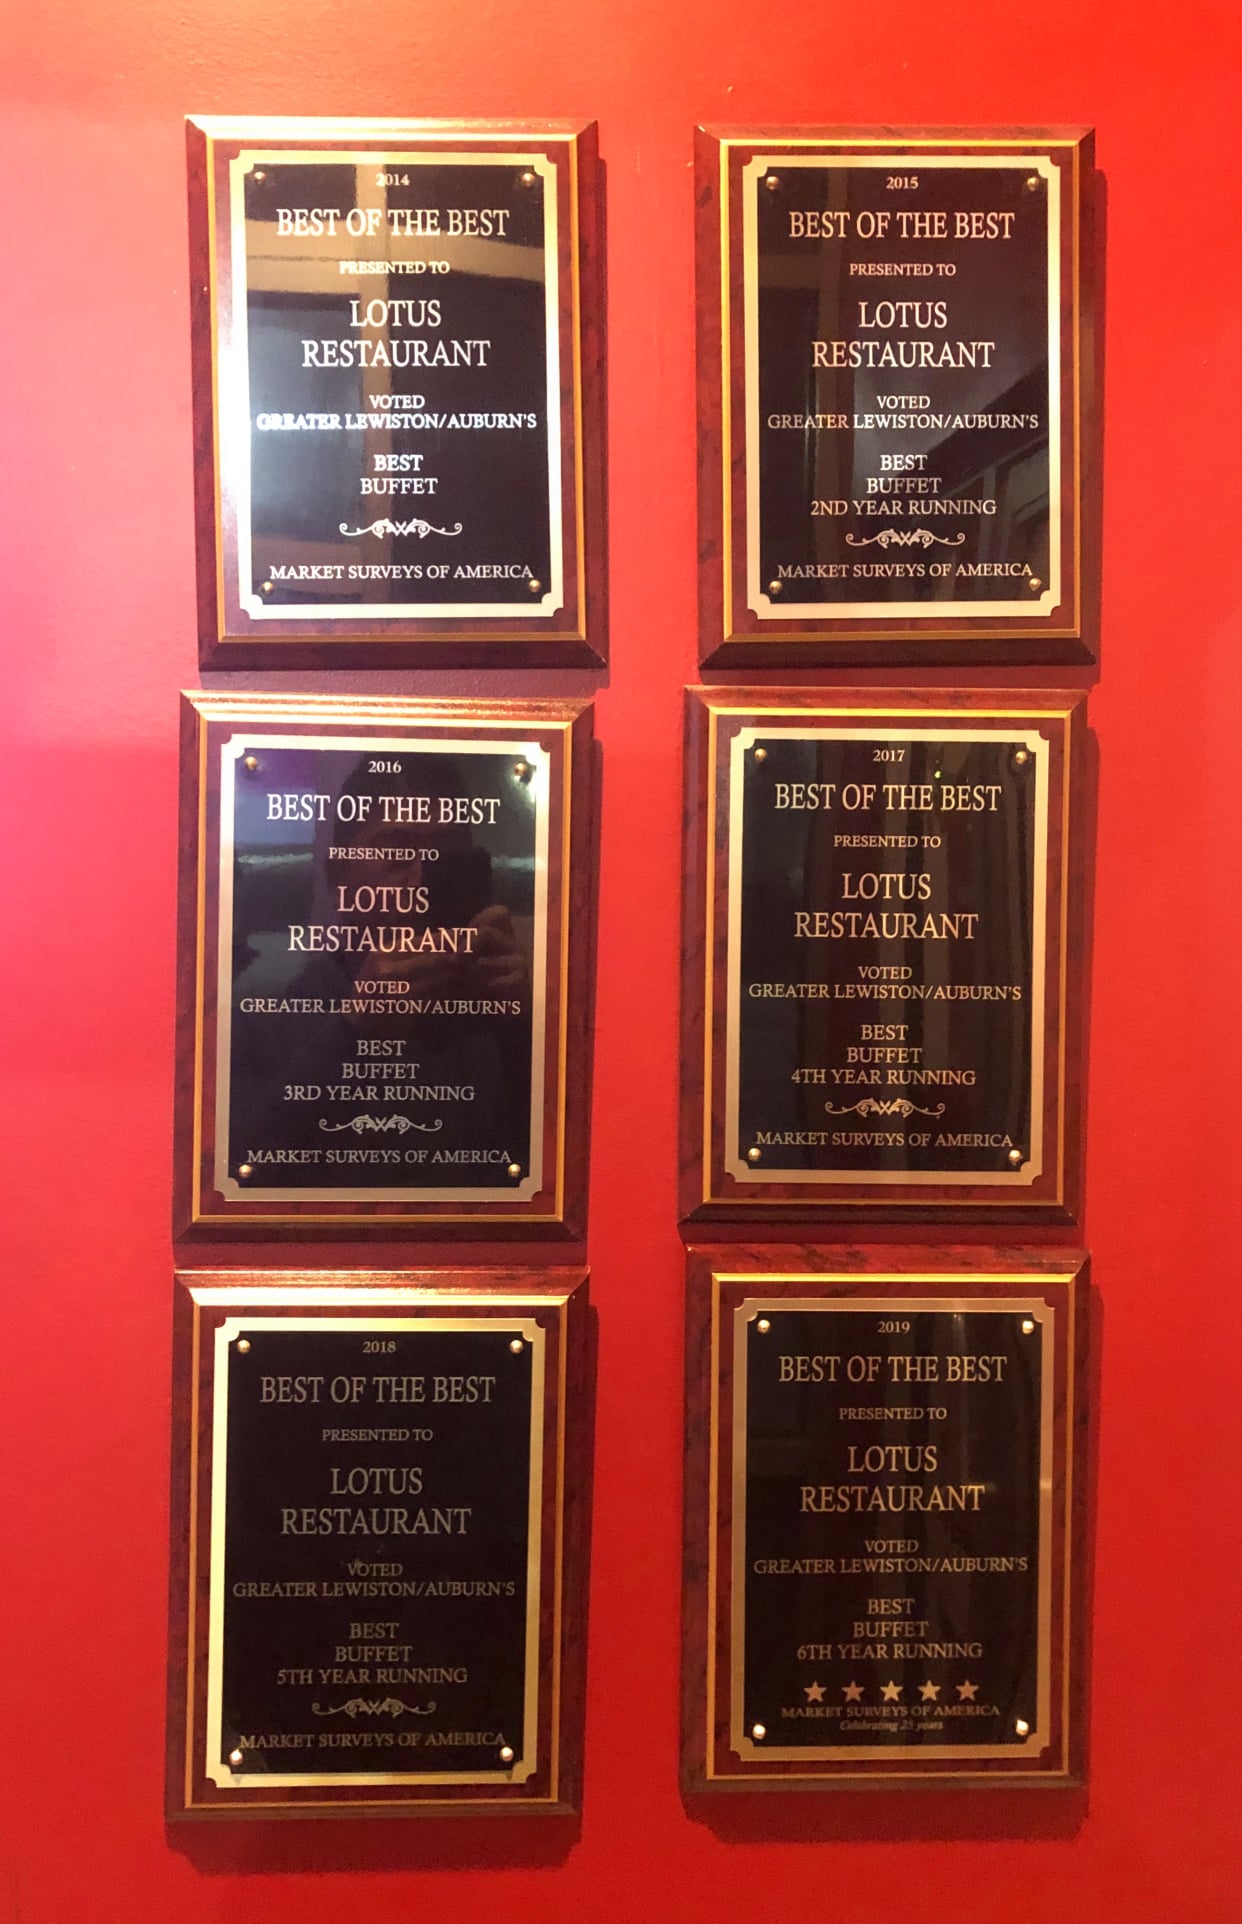 2014
BEST OF THE BEST
PRESENTED TO
LOTUS
RESTAURANT
VOTED
GREATER LEWISTON/AUBURN'S
BEST
BUFFET
MARKET SURVEYS OF AMERICA
2015
BEST OF THE BEST
PRESENTED TO
LOTUS
RESTAURANT
VOTED
GREATER LEWISTON/AUBURN'S
BEST
BUFFET
2ND YEAR RUNNING
MARKET SURVEYS OF AMERICA
2016
BEST OF THE BEST
PRESENTED TO
LOTUS
RESTAURANT
VOTED
GREATER LEWISTON/AUBURN'S
BEST
BUFFET
3RD YEAR RUNNING
MARKET SURVEYS OF AMERICA
2017
BEST OF THE BEST
PRESENTED TO
LOTUS
RESTAURANT
VOTED
GREATER LEWISTON/AUBURN'S
BEST
BUFFET
4TH YEAR RUNNING
MARKET SURVEYS OF AMERICA
2018
BEST OF THE BEST
PRESENTED TO
LOTUS
RESTAURANT
VOTED
GREATER LEWISTON/AUBURN'S
BEST
BUFFET
5TH YEAR RUNNING
MARKET SURVEYS OF AMERICA
2019
BEST OF THE BEST
PRESENTED TO
LOTUS
RESTAURANT
VOTED
GREATER LEWISTON/AUBURN'S
BEST
BUFFET
6TH YEAR RUNNING
MARKET SURVEYS OF AMERICA
Celebrating 25 years